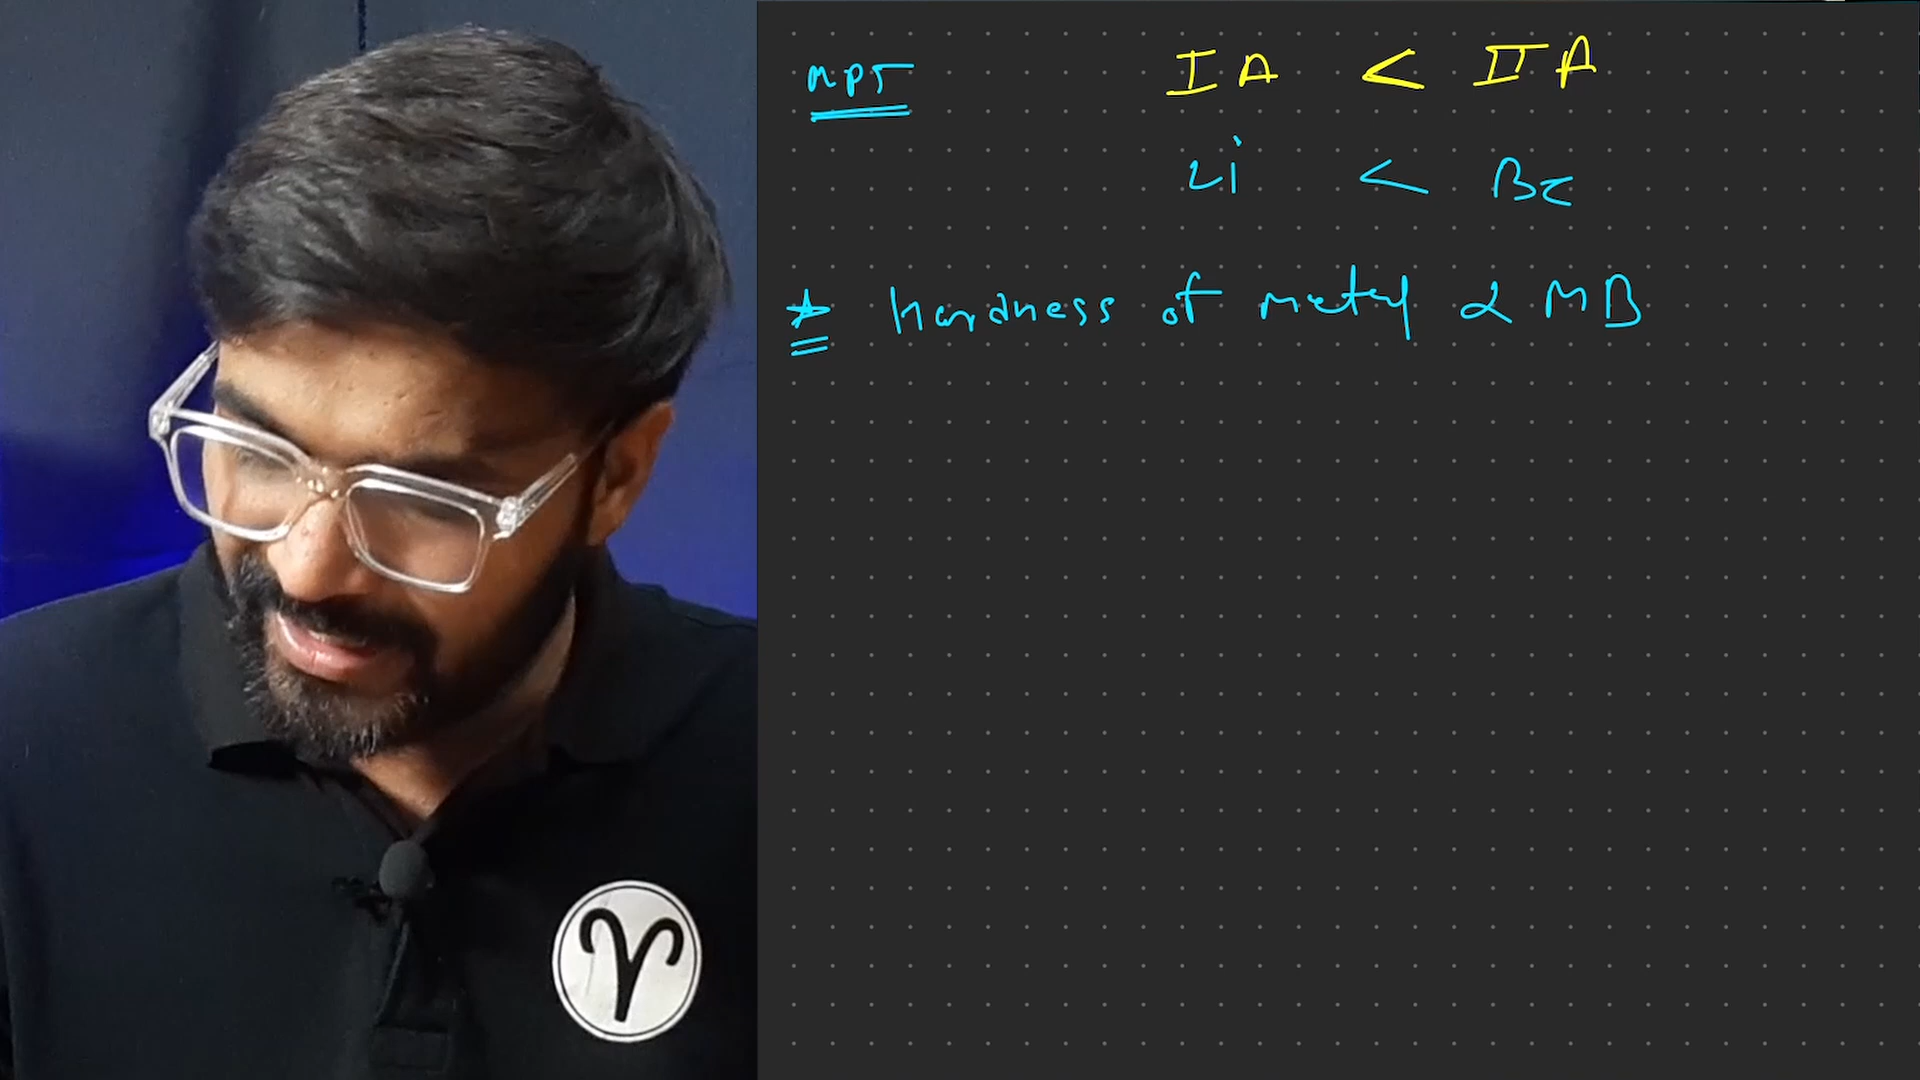 MPT IA < IIA
Li < Be
* hardness of metal α MB